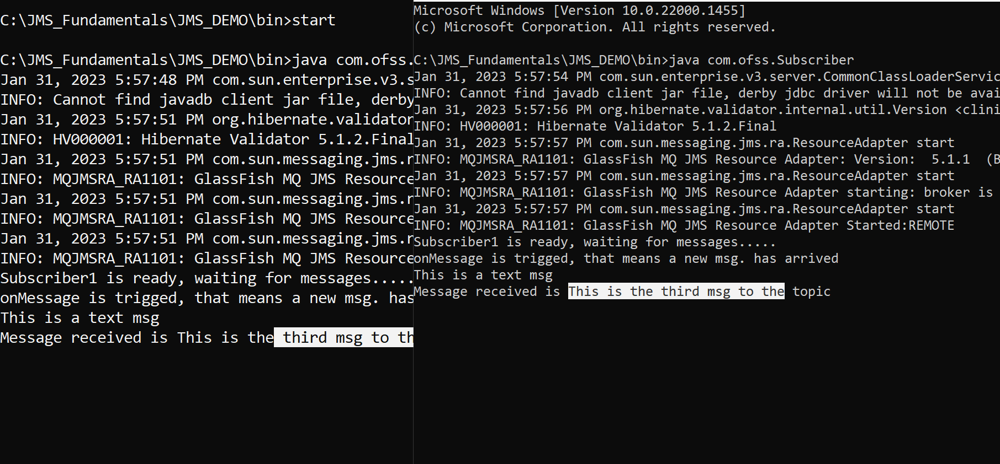 C:\JMS_Fundamentals\JMS_DEMO\bin>start
C:\JMS_Fundamentals\JMS_DEMO\bin>java com.ofss.
Jan 31, 2023 5:57:48 PM com.sun.enterprise.v3.s
INFO: Cannot find javadb client jar file, derby
Jan 31, 2023 5:57:51 PM org.hibernate.validator
INFO: HV000001: Hibernate Validator 5.1.2.Final
Jan 31, 2023 5:57:51 PM com.sun.messaging.jms.r
INFO: MQJMSRA_RA1101: GlassFish MQ JMS Resource
Jan 31, 2023 5:57:51 PM com.sun.messaging.jms.r
INFO: MQJMSRA_RA1101: GlassFish MQ JMS Resource
Jan 31, 2023 5:57:51 PM com.sun.messaging.jms.r
INFO: MQJMSRA_RA1101: GlassFish MQ JMS Resource
Subscriber1 is ready, waiting for messages.....
onMessage is trigged, that means a new msg. has
This is a text msg
Message received is This is the third msg to th
Microsoft Windows [Version 10.0.22000.1455]
(c) Microsoft Corporation. All rights reserved.
C:\JMS_Fundamentals\JMS_DEMO\bin>java com.ofss.Subscriber
Jan 31, 2023 5:57:54 PM com.sun.enterprise.v3.server.CommonClassLoaderServic
INFO: Cannot find javadb client jar file, derby jdbc driver will not be avai
Jan 31, 2023 5:57:56 PM org.hibernate.validator.internal.util.Version <clini
INFO: HV000001: Hibernate Validator 5.1.2.Final
Jan 31, 2023 5:57:57 PM com.sun.messaging.jms.ra.ResourceAdapter start
INFO: MQJMSRA_RA1101: GlassFish MQ JMS Resource Adapter: Version:  5.1.1  (B
Jan 31, 2023 5:57:57 PM com.sun.messaging.jms.ra.ResourceAdapter start
INFO: MQJMSRA_RA1101: GlassFish MQ JMS Resource Adapter starting: broker is
Jan 31, 2023 5:57:57 PM com.sun.messaging.jms.ra.ResourceAdapter start
INFO: MQJMSRA_RA1101: GlassFish MQ JMS Resource Adapter Started:REMOTE
Subscriber1 is ready, waiting for messages.....
onMessage is trigged, that means a new msg. has arrived
This is a text msg
Message received is This is the third msg to the topic